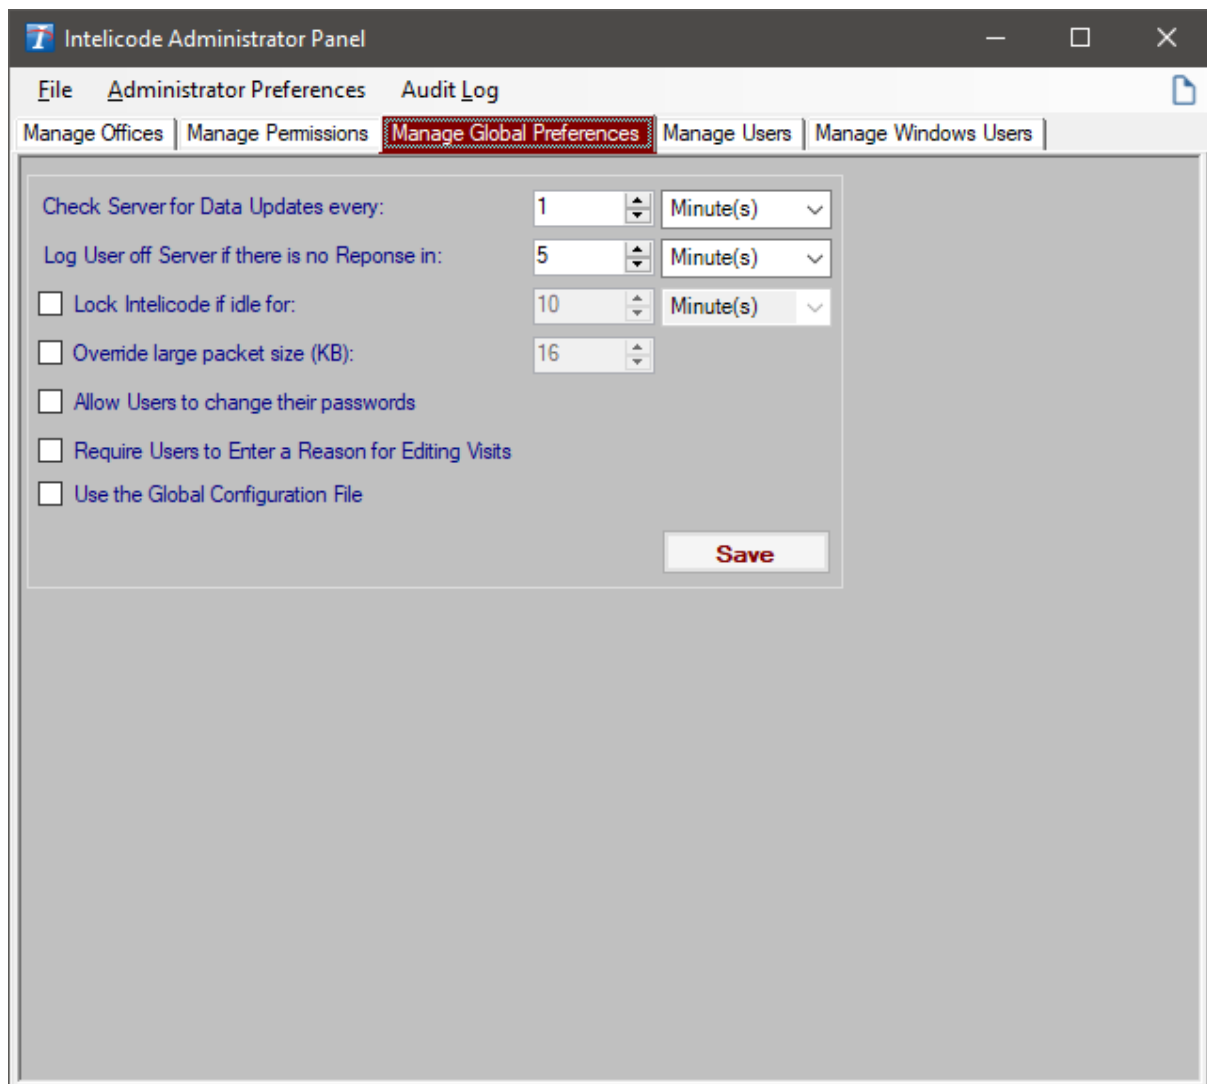 Intelicode Administrator Panel
File Administrator Preferences Audit Log
Manage Offices Manage Permissions Manage Global Preferences Manage Users Manage Windows Users
Check Server for Data Updates every: 1 Minute(s)
Log User off Server if there is no Reponse in: 5 Minute(s)
Lock Intelicode if idle for: 10 Minute(s)
Override large packet size (KB): 16
Allow Users to change their passwords
Require Users to Enter a Reason for Editing Visits
Use the Global Configuration File
Save